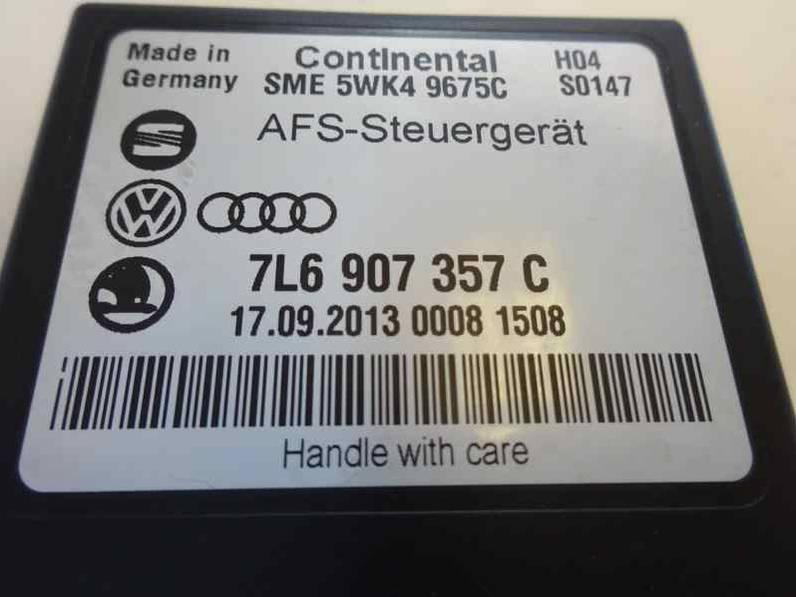 Made in Germany
Continental
SME 5WK4 9675C
H04
S0147
AFS-Steuergerät
7L6 907 357 C
17.09.2013 0008 1508
Handle with care